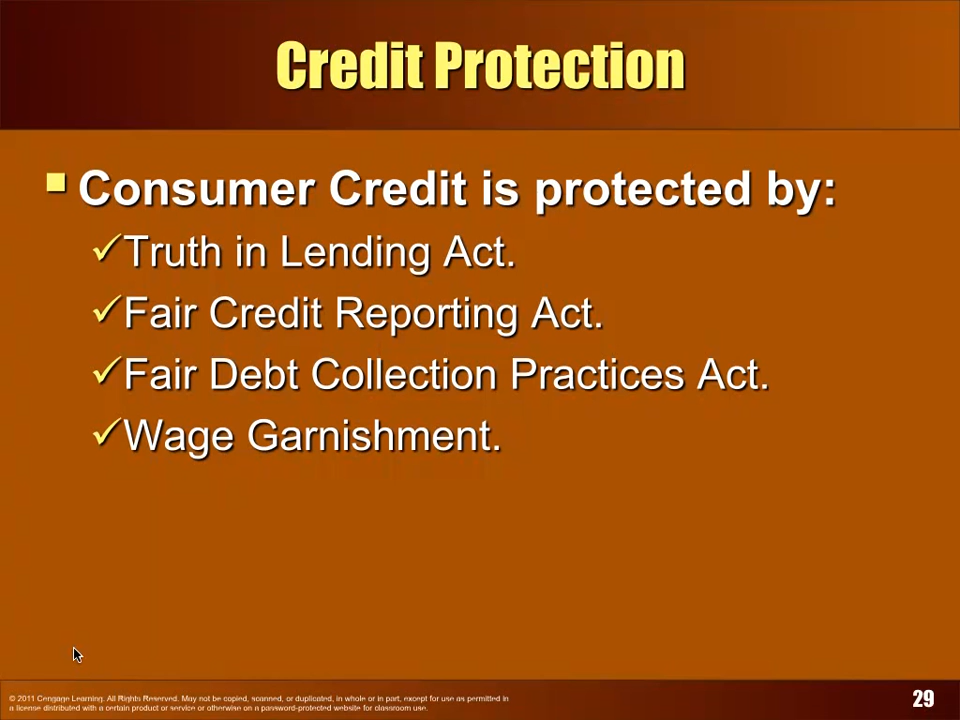 Credit Protection
Consumer Credit is protected by:
Truth in Lending Act.
Fair Credit Reporting Act.
Fair Debt Collection Practices Act.
Wage Garnishment.
© 2011 Cengage Learning. All Rights Reserved. May not be copied, scanned, or duplicated, in whole or in part, except for use as permitted in
a license distributed with a certain product or service or otherwise on a password-protected website for classroom use.
29